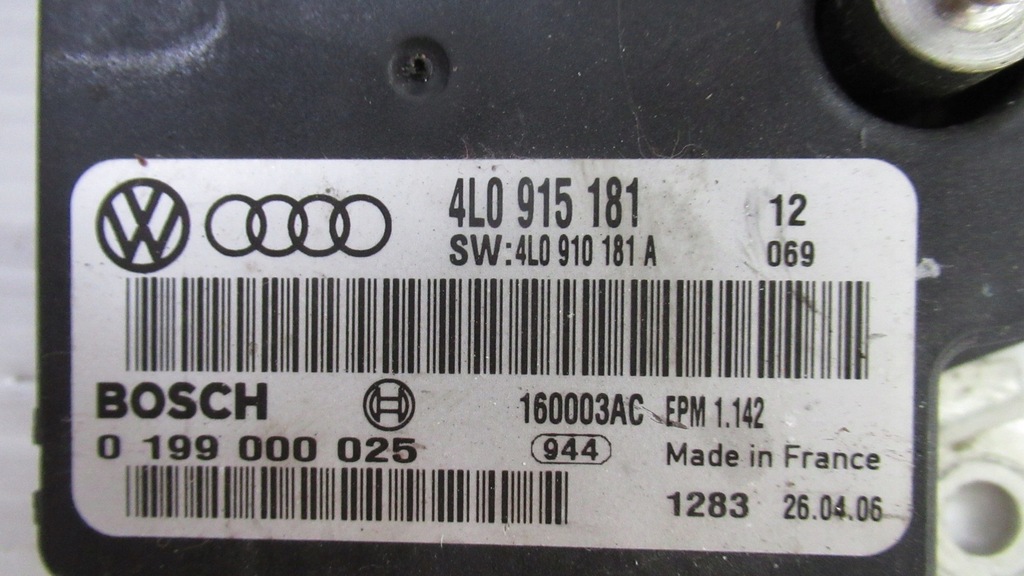 4L0 915 181 12
SW:4L0 910 181 A 069
BOSCH 160003AC EPM 1.142
0 199 000 025 944 Made in France
1283 26.04.06